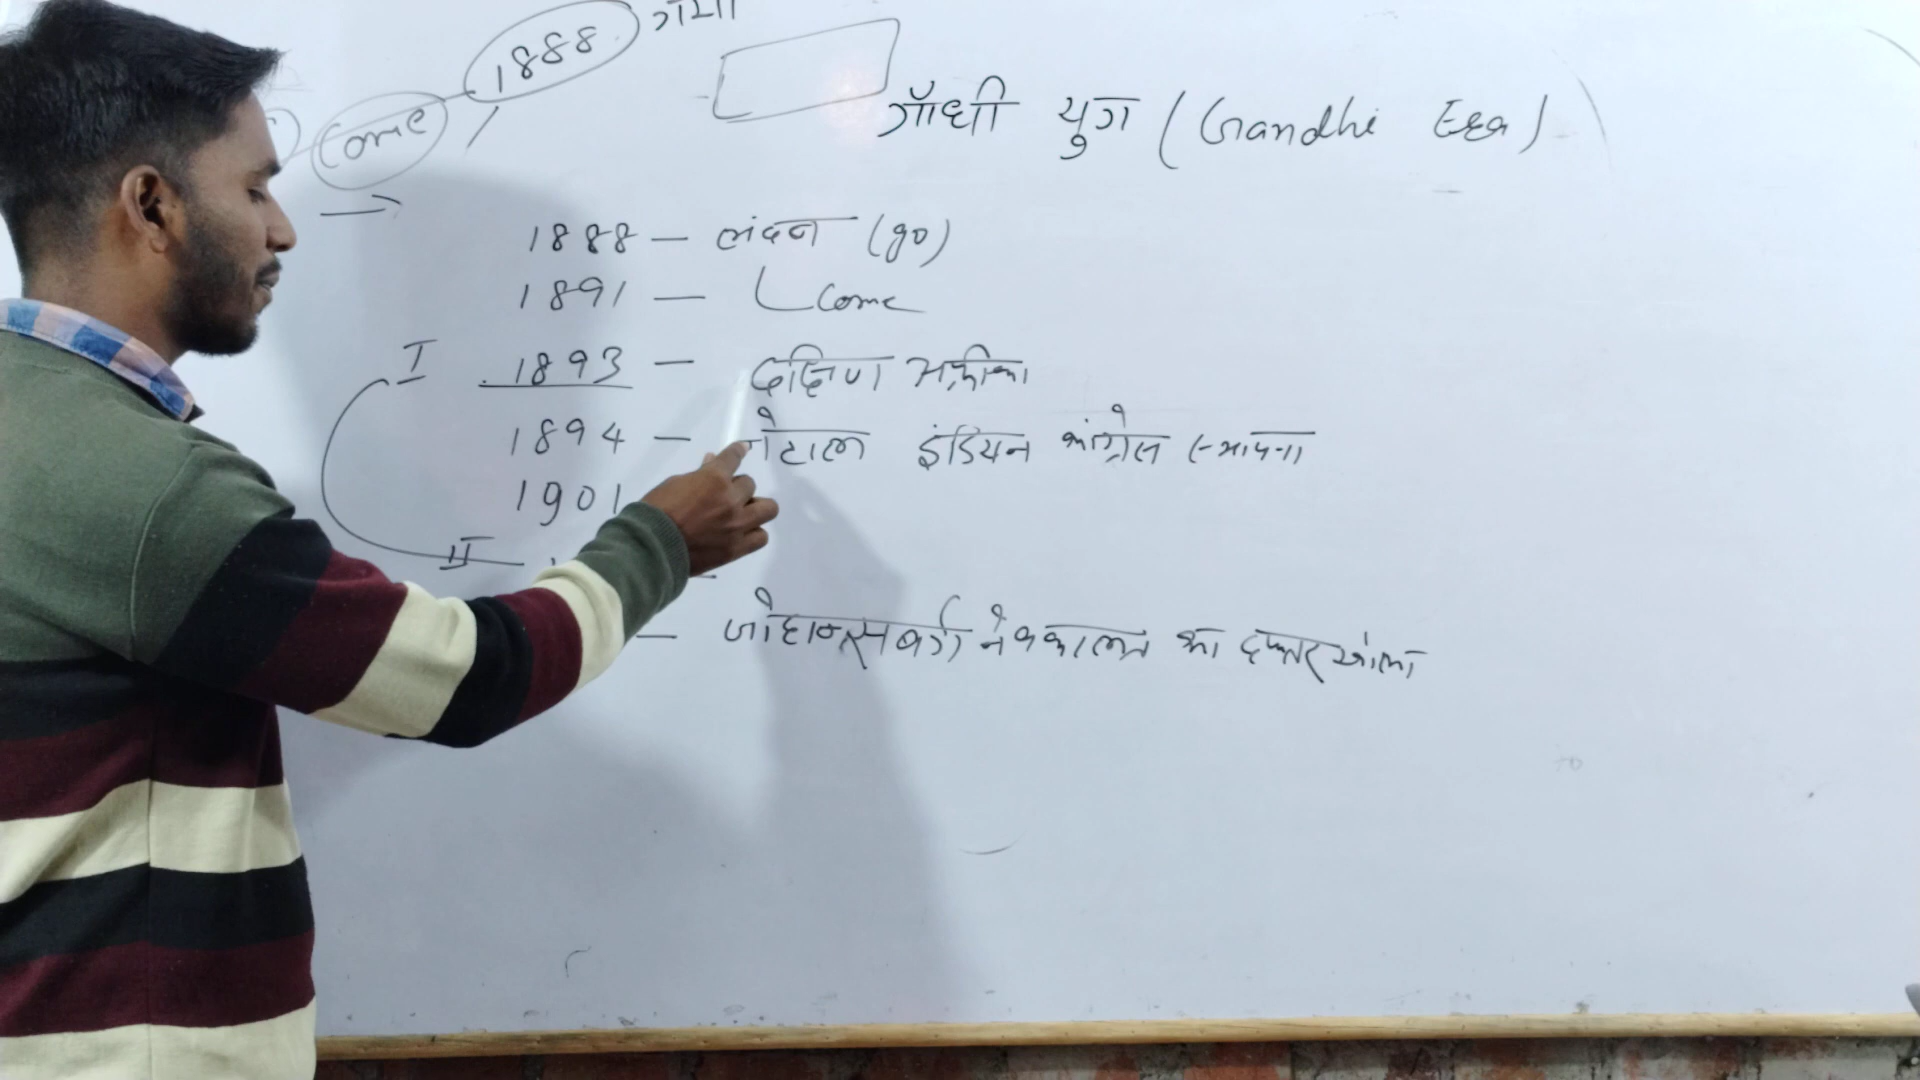 1888 गया
Come
गाँधी युग (Gandhi Era)
1888 — लंदन (go)
1891 — Come
I 1893 — दक्षिण अफ्रीका
1894 — नेटाल इंडियन कांग्रेस स्थापना
1901
II
— जोहान्सबर्ग ने वकालत का दफ्तर खोला